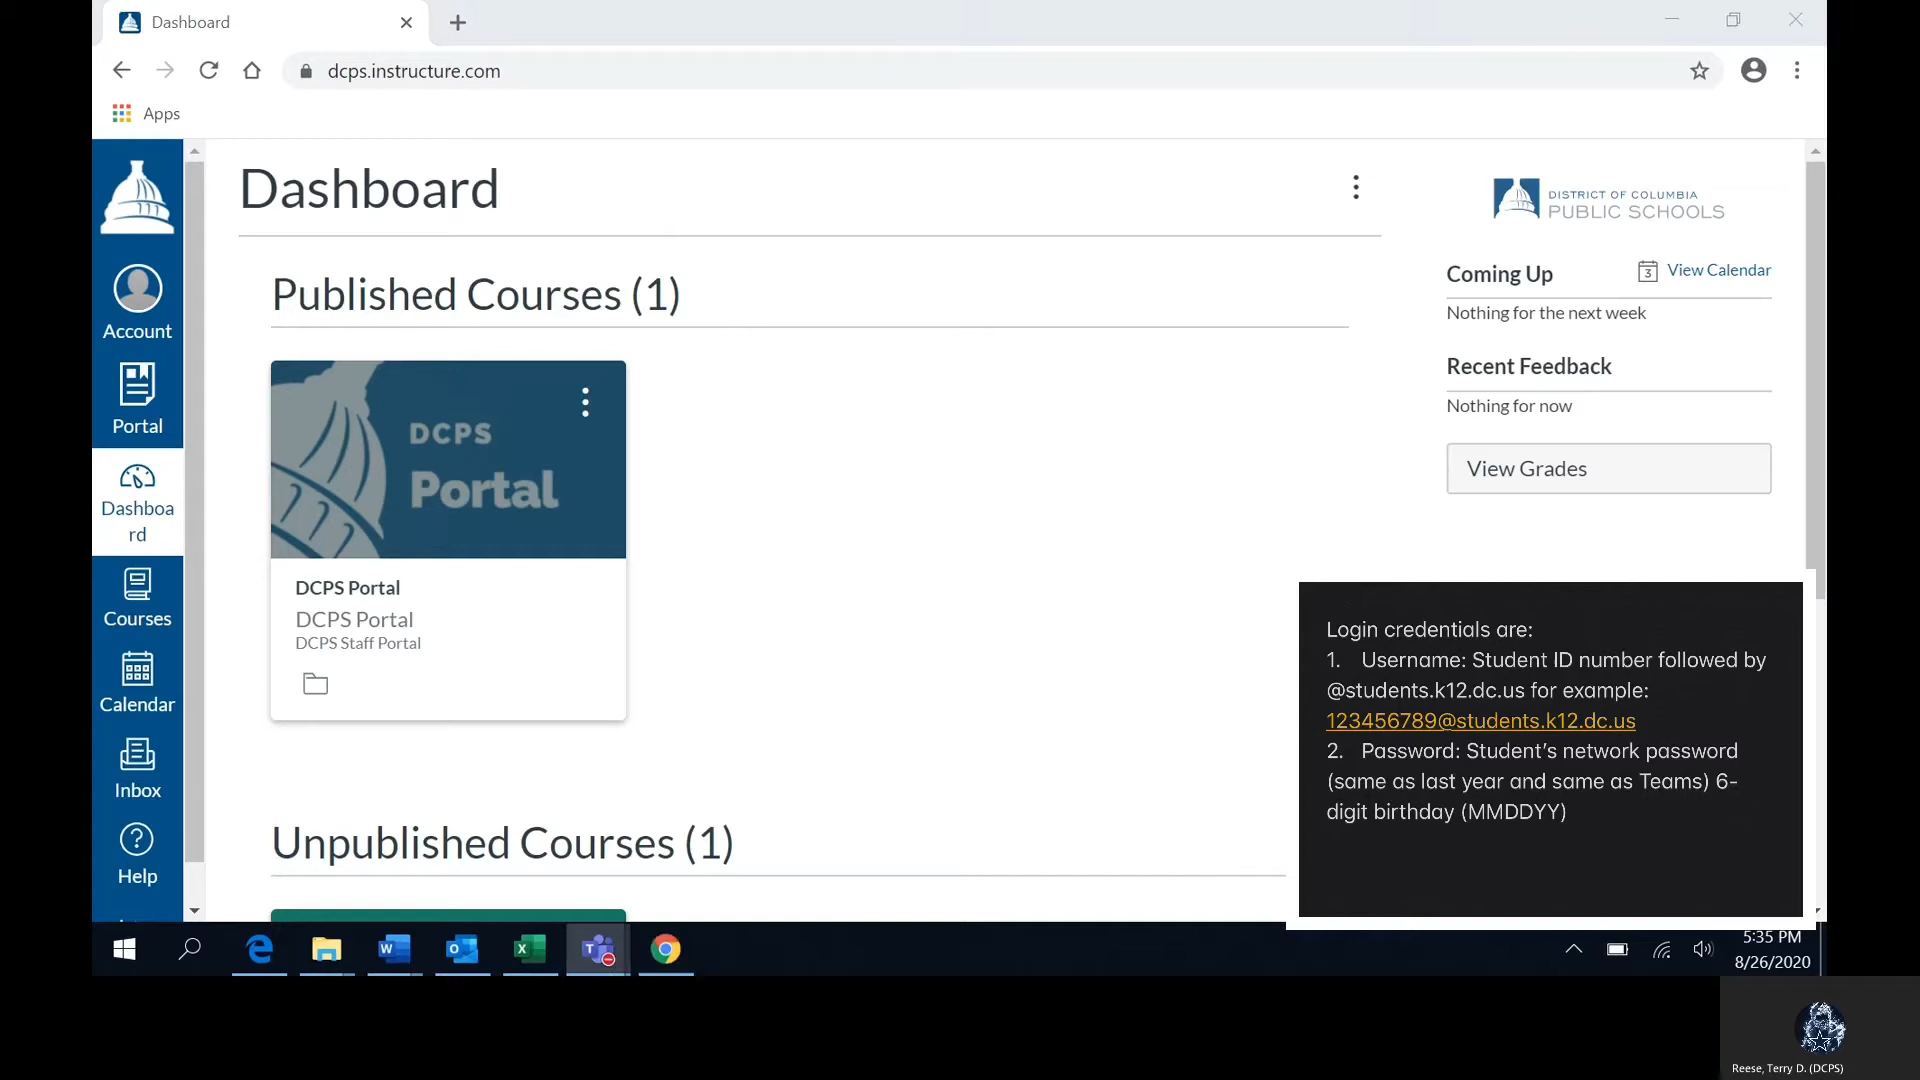 Dashboard
dcps.instructure.com
Apps
Dashboard
DISTRICT OF COLUMBIA
PUBLIC SCHOOLS
Account
Portal
Dashboa
rd
Courses
Calendar
Inbox
Help
Published Courses (1)
DCPS
Portal
DCPS Portal
DCPS Portal
DCPS Staff Portal
Unpublished Courses (1)
Coming Up
3
View Calendar
Nothing for the next week
Recent Feedback
Nothing for now
View Grades
Login credentials are:
1. Username: Student ID number followed by
@students.k12.dc.us for example:
123456789@students.k12.dc.us
2. Password: Student’s network password
(same as last year and same as Teams) 6-
digit birthday (MMDDYY)
5:35 PM
8/26/2020
Reese, Terry D. (DCPS)